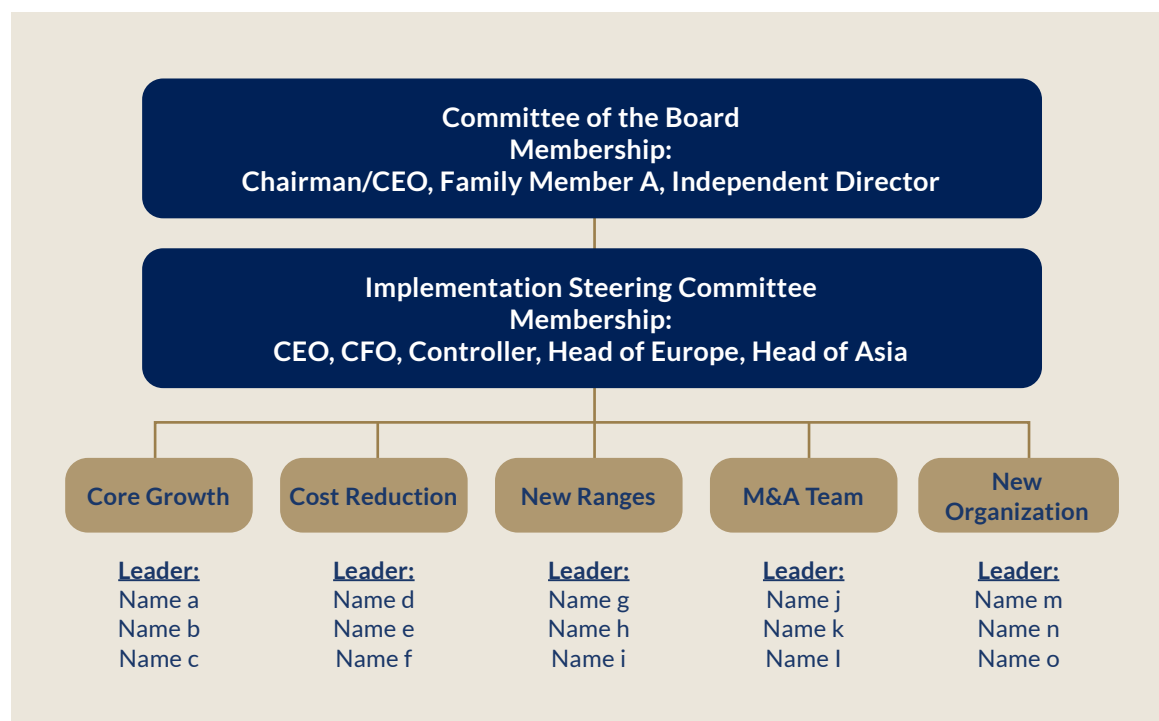 Committee of the Board
Membership:
Chairman/CEO, Family Member A, Independent Director
Implementation Steering Committee
Membership:
CEO, CFO, Controller, Head of Europe, Head of Asia
Core Growth
Leader:
Name a
Name b
Name c
Cost Reduction
Leader:
Name d
Name e
Name f
New Ranges
Leader:
Name g
Name h
Name i
M&A Team
Leader:
Name j
Name k
Name l
New
Organization
Leader:
Name m
Name n
Name o